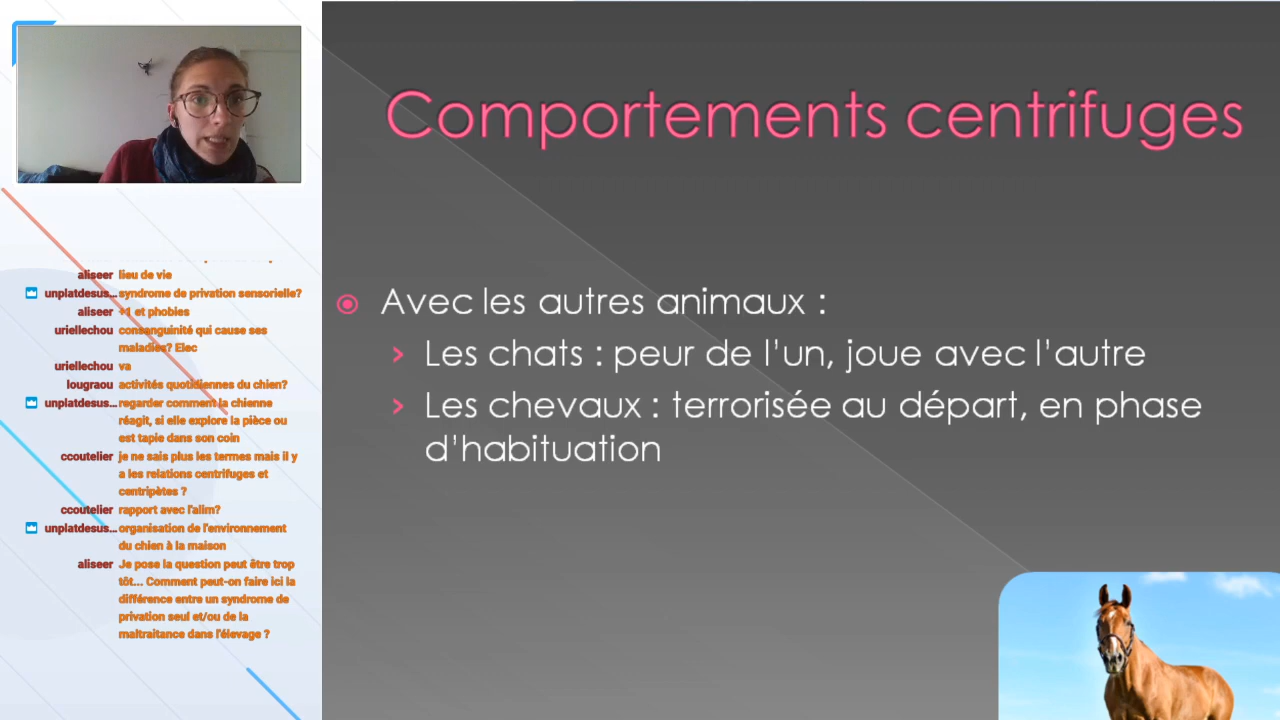 Comportements centrifuges
Avec les autres animaux :
Les chats : peur de l'un, joue avec l'autre
Les chevaux : terrorisée au départ, en phase
d'habituation
aliseer lieu de vie
unplatdesus... syndrome de privation sensorielle?
aliseer +1 et phobies
uriellechou consanguinité qui cause ses
maladies? Elec
uriellechou va
lougraou activités quotidiennes du chien?
unplatdesus... regarder comment la chienne
réagit, si elle explore la pièce ou
est tapie dans son coin
ccoutelier je ne sais plus les termes mais il y
a les relations centrifuges et
centripètes ?
ccoutelier rapport avec l'alim?
unplatdesus... organisation de l'environnement
du chien à la maison
aliseer Je pose la question peut être trop
tôt... Comment peut-on faire ici la
différence entre un syndrome de
privation seul et/ou de la
maltraitance dans l'élevage ?